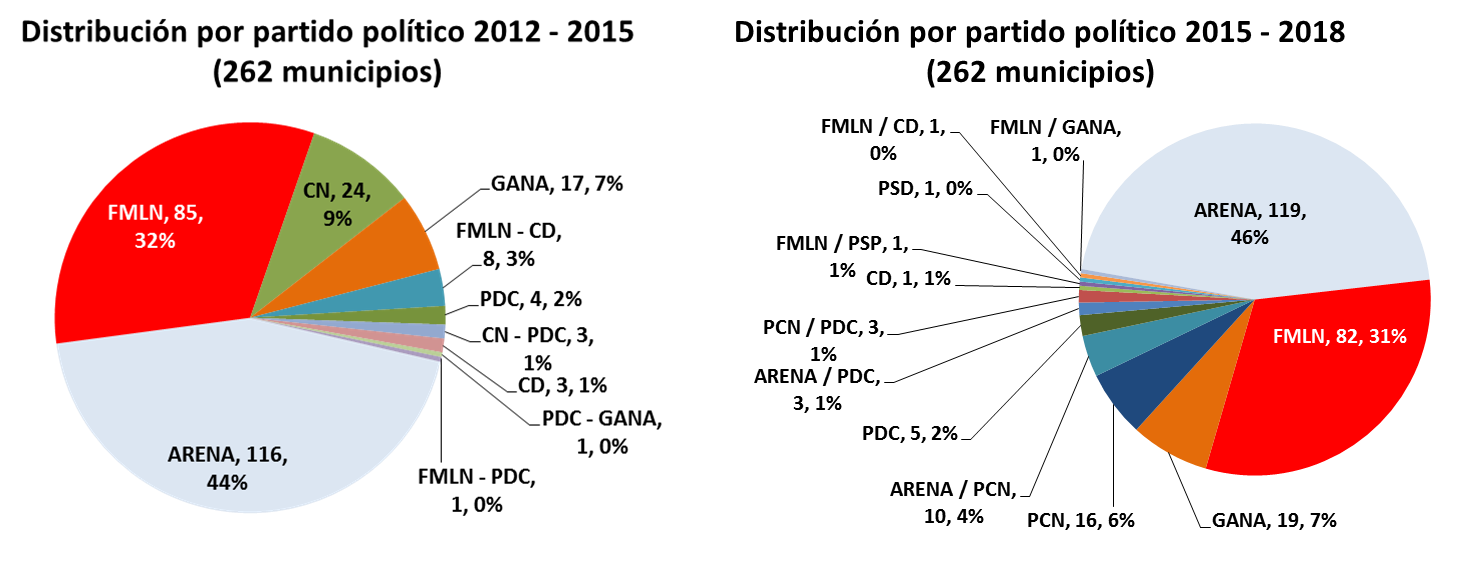 Distribución por partido político 2012 - 2015
(262 municipios)
FMLN, 85,
32%
CN, 24,
9%
GANA, 17, 7%
FMLN - CD,
8, 3%
PDC, 4, 2%
CN - PDC, 3,
1%
CD, 3, 1%
PDC - GANA,
1, 0%
FMLN - PDC,
1, 0%
ARENA, 116,
44%
Distribución por partido político 2015 - 2018
(262 municipios)
FMLN / CD, 1,
0%
FMLN / GANA,
1, 0%
PSD, 1, 0%
ARENA, 119,
46%
FMLN / PSP, 1,
1%
CD, 1, 1%
PCN / PDC, 3,
1%
FMLN, 82, 31%
ARENA / PDC,
3, 1%
PDC, 5, 2%
ARENA / PCN,
10, 4%
PCN, 16, 6%
GANA, 19, 7%